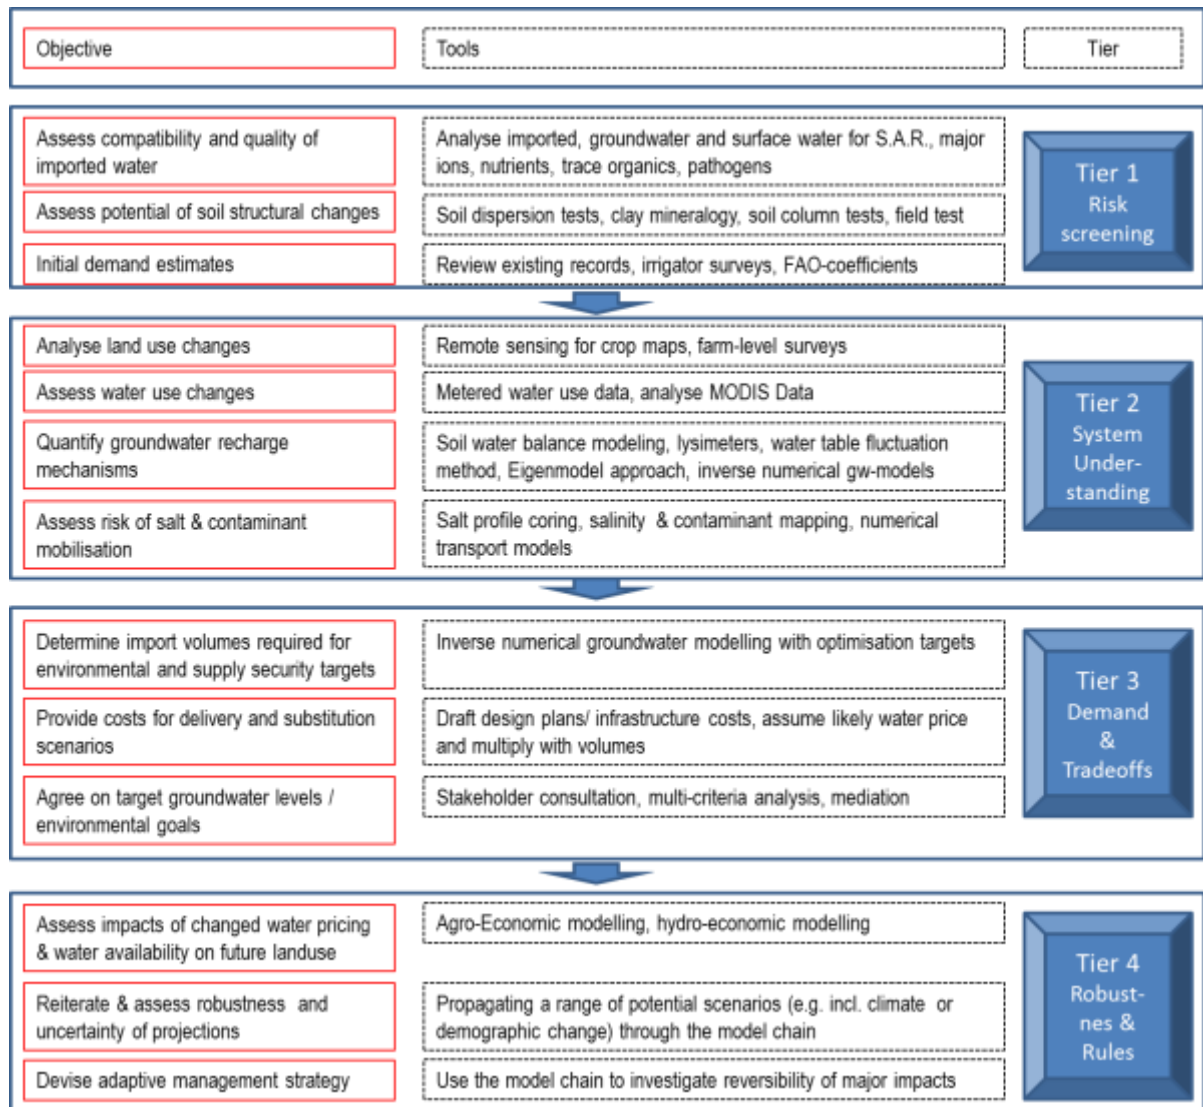 Objective
Tools
Tier
Assess compatibility and quality of
imported water
Analyse imported, groundwater and surface water for S.A.R., major
ions, nutrients, trace organics, pathogens
Assess potential of soil structural changes
Soil dispersion tests, clay mineralogy, soil column tests, field test
Initial demand estimates
Review existing records, irrigator surveys, FAO-coefficients
Tier 1
Risk
screening
Analyse land use changes
Remote sensing for crop maps, farm-level surveys
Assess water use changes
Metered water use data, analyse MODIS Data
Quantify groundwater recharge
mechanisms
Soil water balance modeling, lysimeters, water table fluctuation
method, Eigenmodel approach, inverse numerical gw-models
Assess risk of salt & contaminant
mobilisation
Salt profile coring, salinity & contaminant mapping, numerical
transport models
Tier 2
System
Under-
standing
Determine import volumes required for
environmental and supply security targets
Inverse numerical groundwater modelling with optimisation targets
Provide costs for delivery and substitution
scenarios
Draft design plans/ infrastructure costs, assume likely water price
and multiply with volumes
Agree on target groundwater levels /
environmental goals
Stakeholder consultation, multi-criteria analysis, mediation
Tier 3
Demand
&
Tradeoffs
Assess impacts of changed water pricing
& water availability on future landuse
Agro-Economic modelling, hydro-economic modelling
Reiterate & assess robustness and
uncertainty of projections
Propagating a range of potential scenarios (e.g. incl. climate or
demographic change) through the model chain
Devise adaptive management strategy
Use the model chain to investigate reversibility of major impacts
Tier 4
Robust-
nes &
Rules